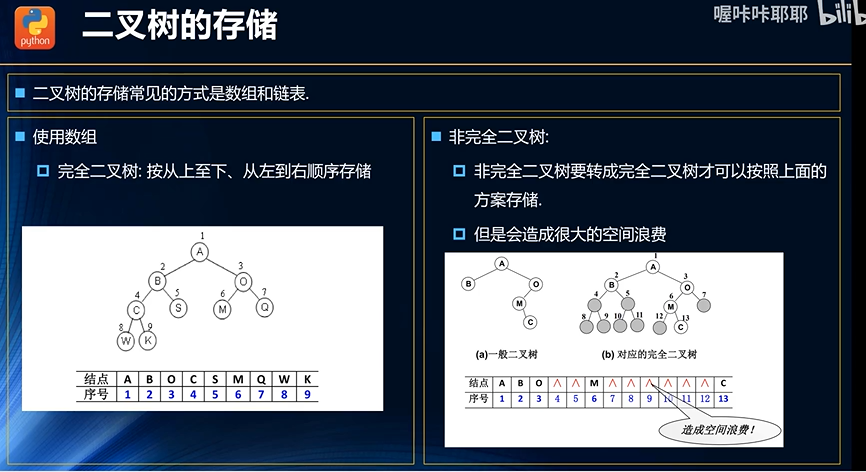 喔咔咔耶耶 bilib
python
二叉树的存储
二叉树的存储常见的方式是数组和链表.
使用数组
完全二叉树: 按从上至下、从左到右顺序存储
1
A
2 3
B O
4 5 6 7
C S M Q
8 9
W K
结点 A B O C S M Q W K
序号 1 2 3 4 5 6 7 8 9
非完全二叉树:
非完全二叉树要转成完全二叉树才可以按照上面的
方案存储.
但是会造成很大的空间浪费
A
B O
M
C
(a)一般二叉树
1
A
2 3
B O
4 5 6 7
M
8 9 10 11 12 13
C
(b) 对应的完全二叉树
结点 A B O ∧ ∧ M ∧ ∧ ∧ ∧ ∧ ∧ C
序号 1 2 3 4 5 6 7 8 9 10 11 12 13
造成空间浪费！